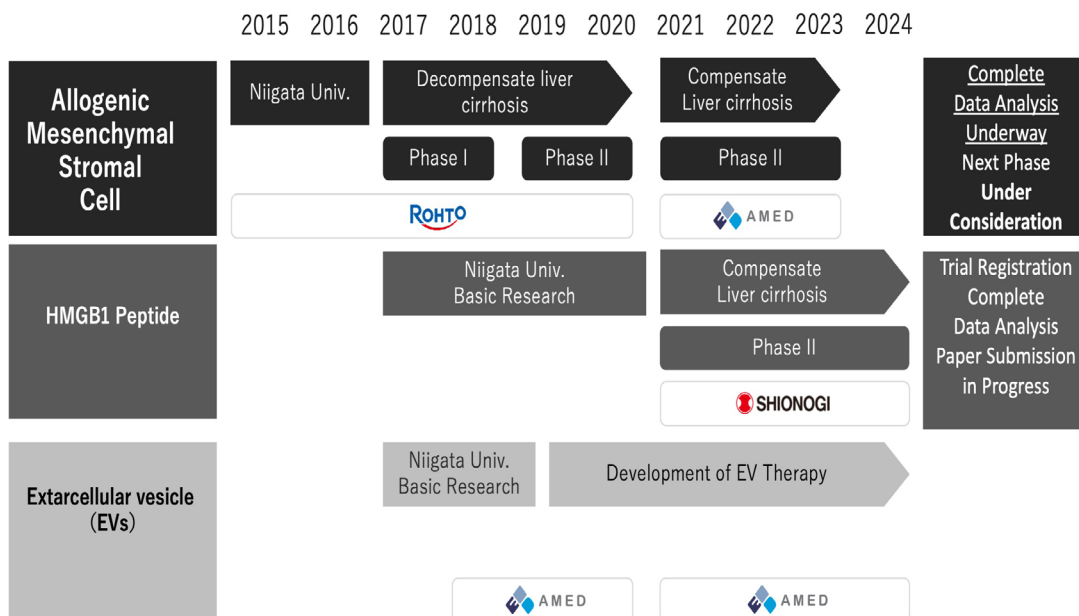 2015 2016 2017 2018 2019 2020 2021 2022 2023 2024
Allogenic
Mesenchymal
Stromal
Cell
Niigata Univ.
Decompensate liver
cirrhosis
Compensate
Liver cirrhosis
Phase I
Phase II
Phase II
ROHTO
AMED
Complete
Data Analysis
Underway
Next Phase
Under
Consideration
HMGB1 Peptide
Niigata Univ.
Basic Research
Compensate
Liver cirrhosis
Phase II
SHIONOGI
Trial Registration
Complete
Data Analysis
Paper Submission
in Progress
Extarcellular vesicle
(EVs)
Niigata Univ.
Basic Research
Development of EV Therapy
AMED
AMED